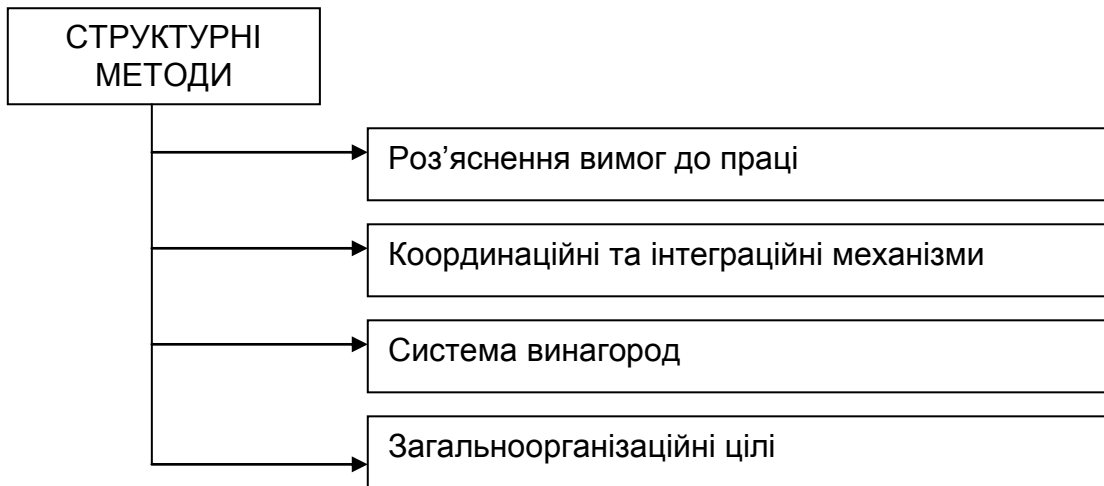 СТРУКТУРНІ
МЕТОДИ
Роз’яснення вимог до праці
Координаційні та інтеграційні механізми
Система винагород
Загальноорганізаційні цілі